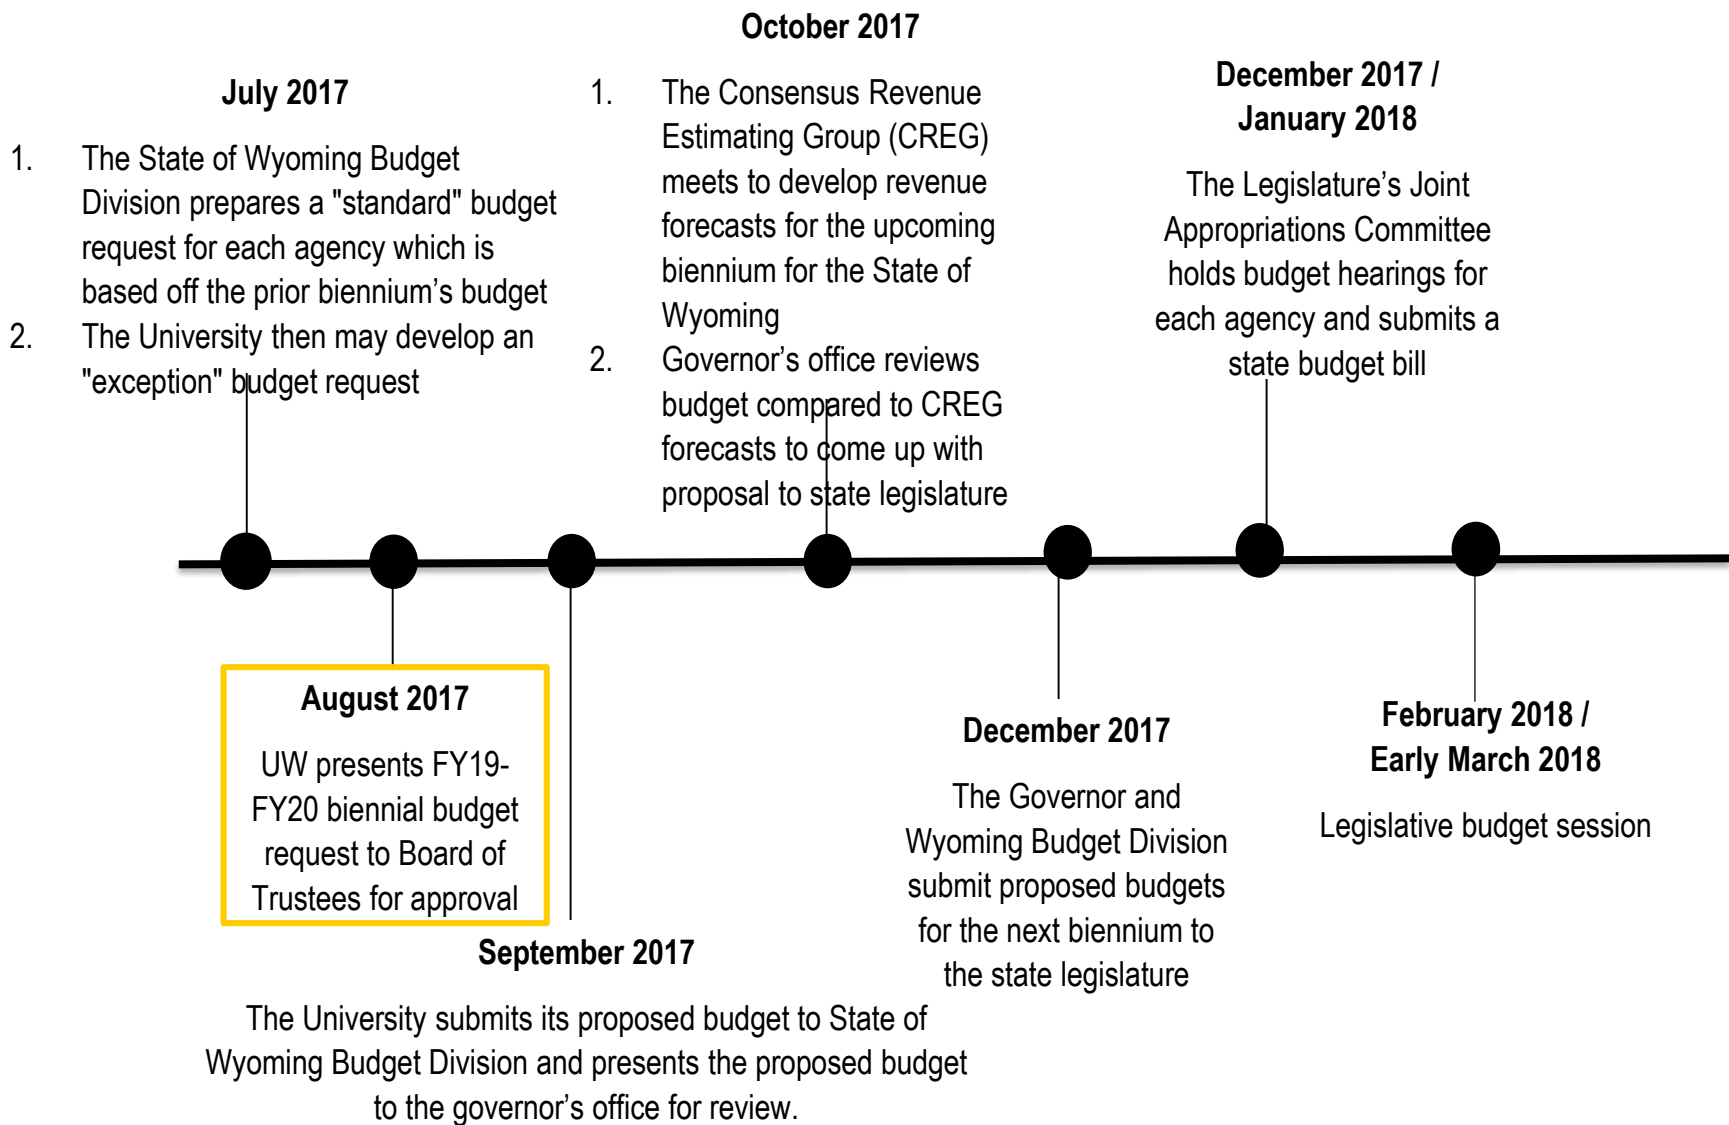 July 2017
1. The State of Wyoming Budget
Division prepares a "standard" budget
request for each agency which is
based off the prior biennium’s budget
2. The University then may develop an
"exception" budget request
August 2017
UW presents FY19-
FY20 biennial budget
request to Board of
Trustees for approval
September 2017
The University submits its proposed budget to State of
Wyoming Budget Division and presents the proposed budget
to the governor’s office for review.
October 2017
1. The Consensus Revenue
Estimating Group (CREG)
meets to develop revenue
forecasts for the upcoming
biennium for the State of
Wyoming
2. Governor’s office reviews
budget compared to CREG
forecasts to come up with
proposal to state legislature
December 2017
The Governor and
Wyoming Budget Division
submit proposed budgets
for the next biennium to
the state legislature
December 2017 /
January 2018
The Legislature’s Joint
Appropriations Committee
holds budget hearings for
each agency and submits a
state budget bill
February 2018 /
Early March 2018
Legislative budget session